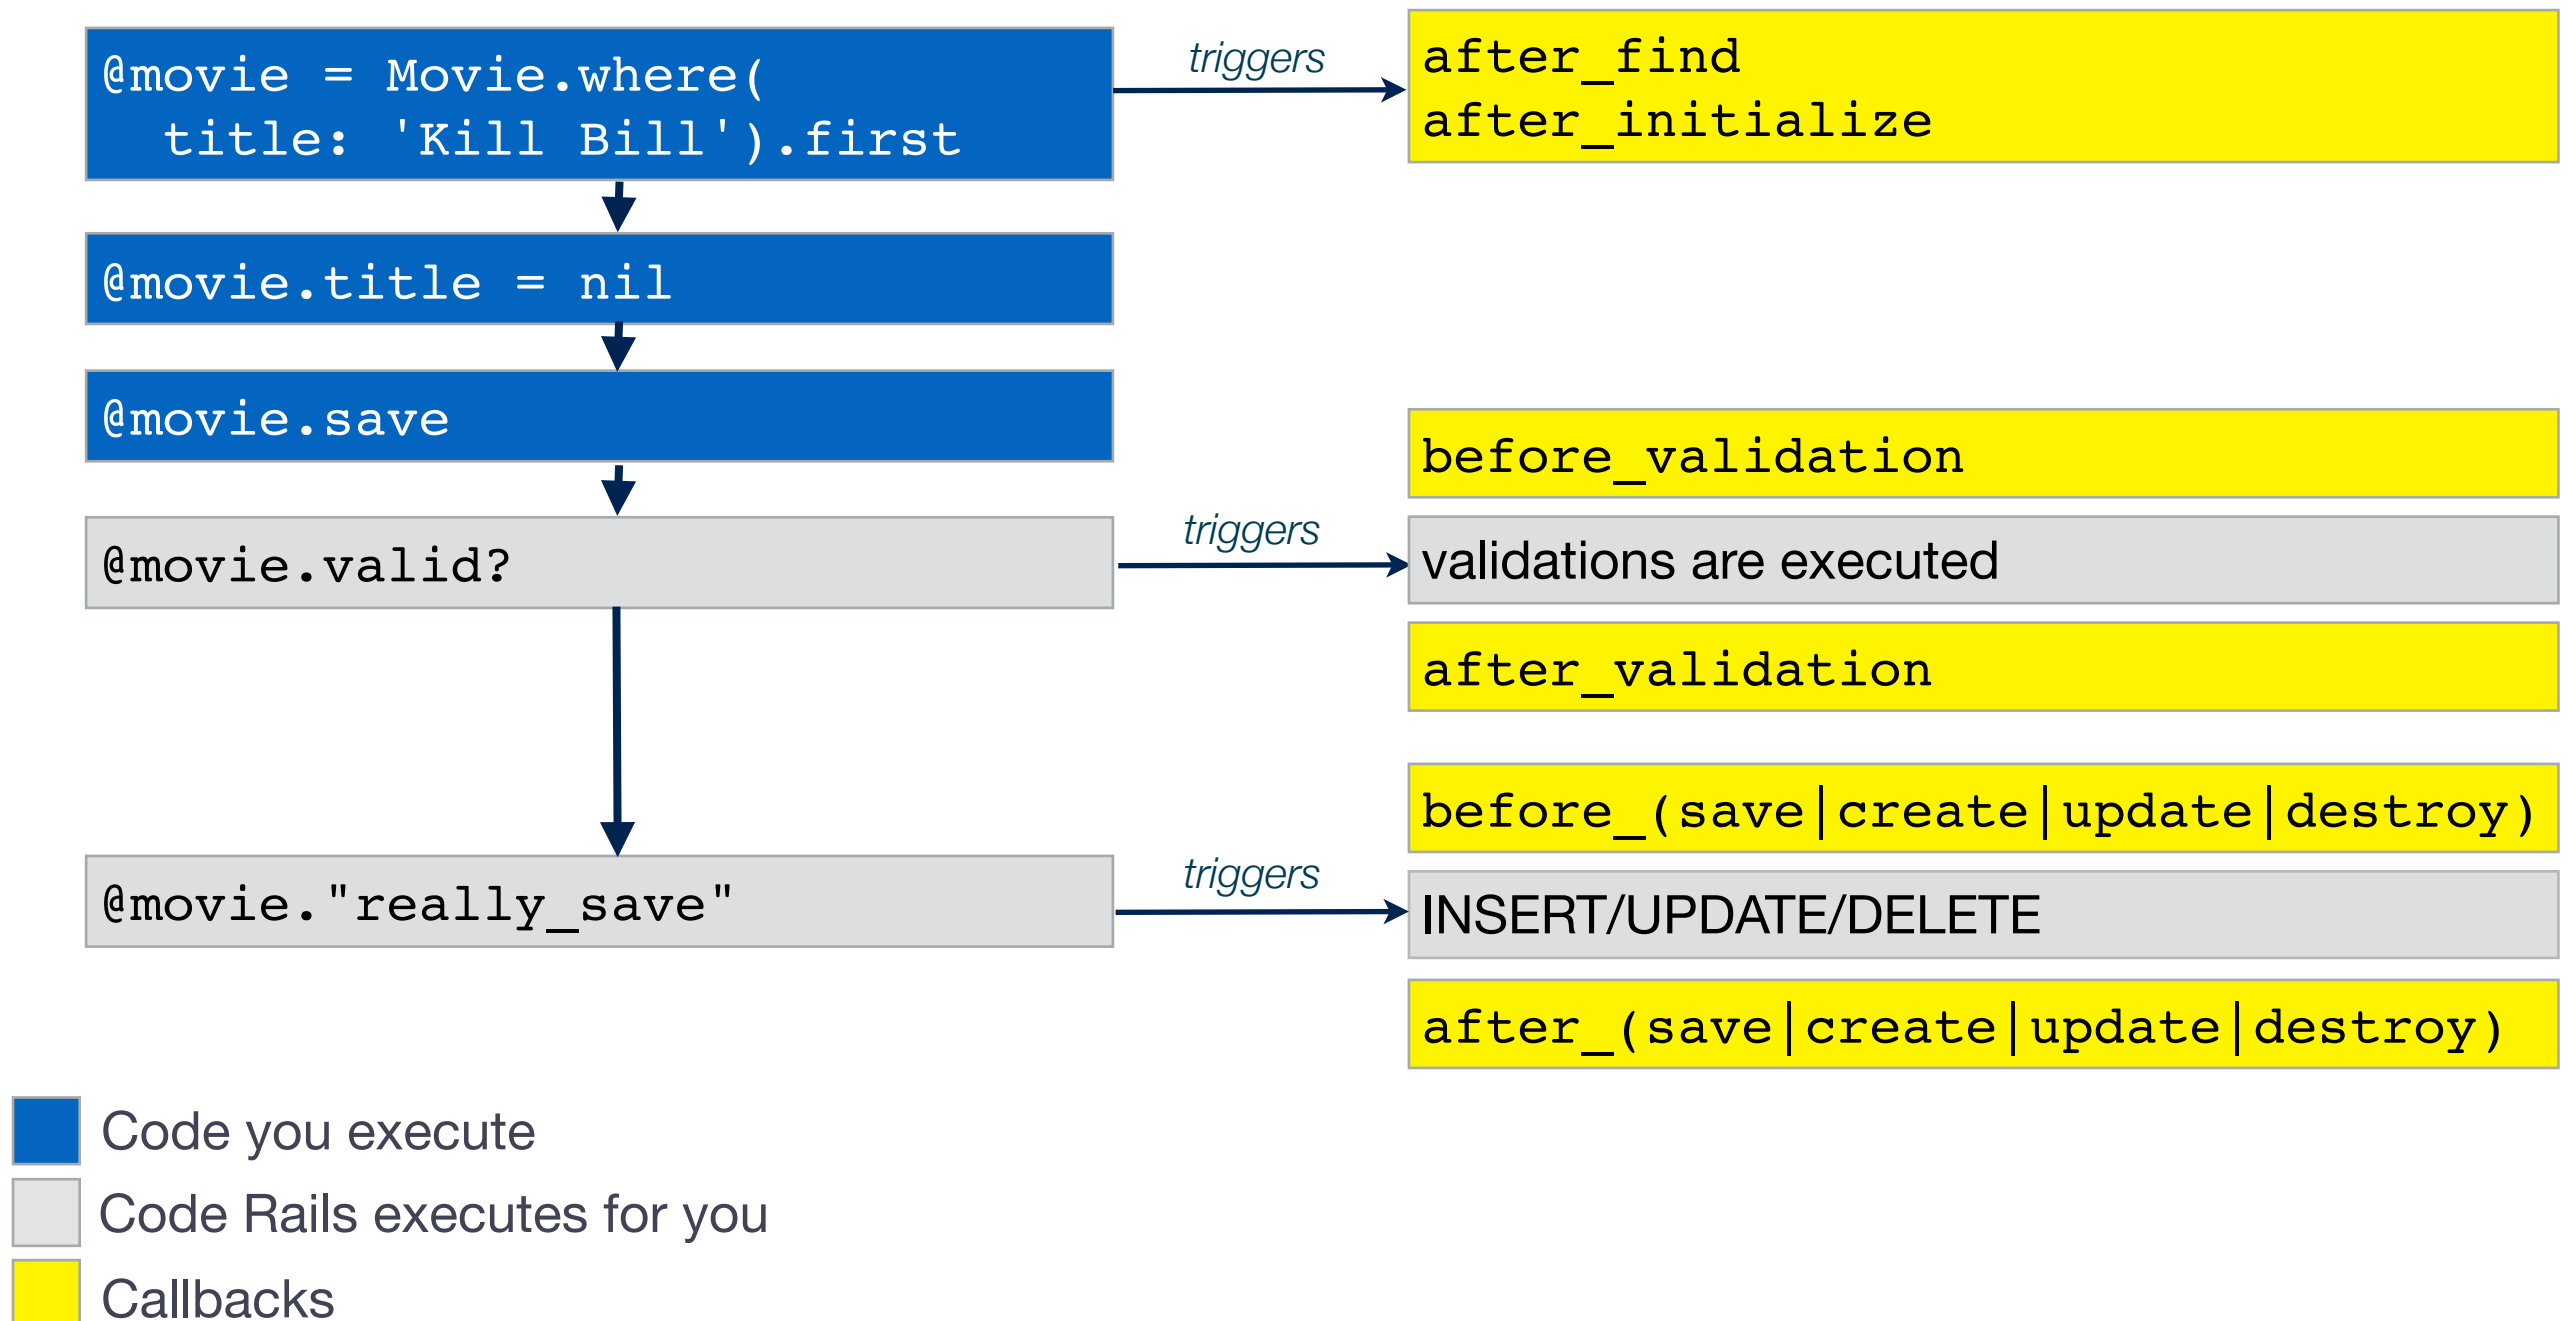 @movie = Movie.where(
title: 'Kill Bill').first
triggers
after_find
after_initialize
@movie.title = nil
@movie.save
before_validation
@movie.valid?
triggers
validations are executed
after_validation
before_(save|create|update|destroy)
@movie."really_save"
triggers
INSERT/UPDATE/DELETE
after_(save|create|update|destroy)
Code you execute
Code Rails executes for you
Callbacks